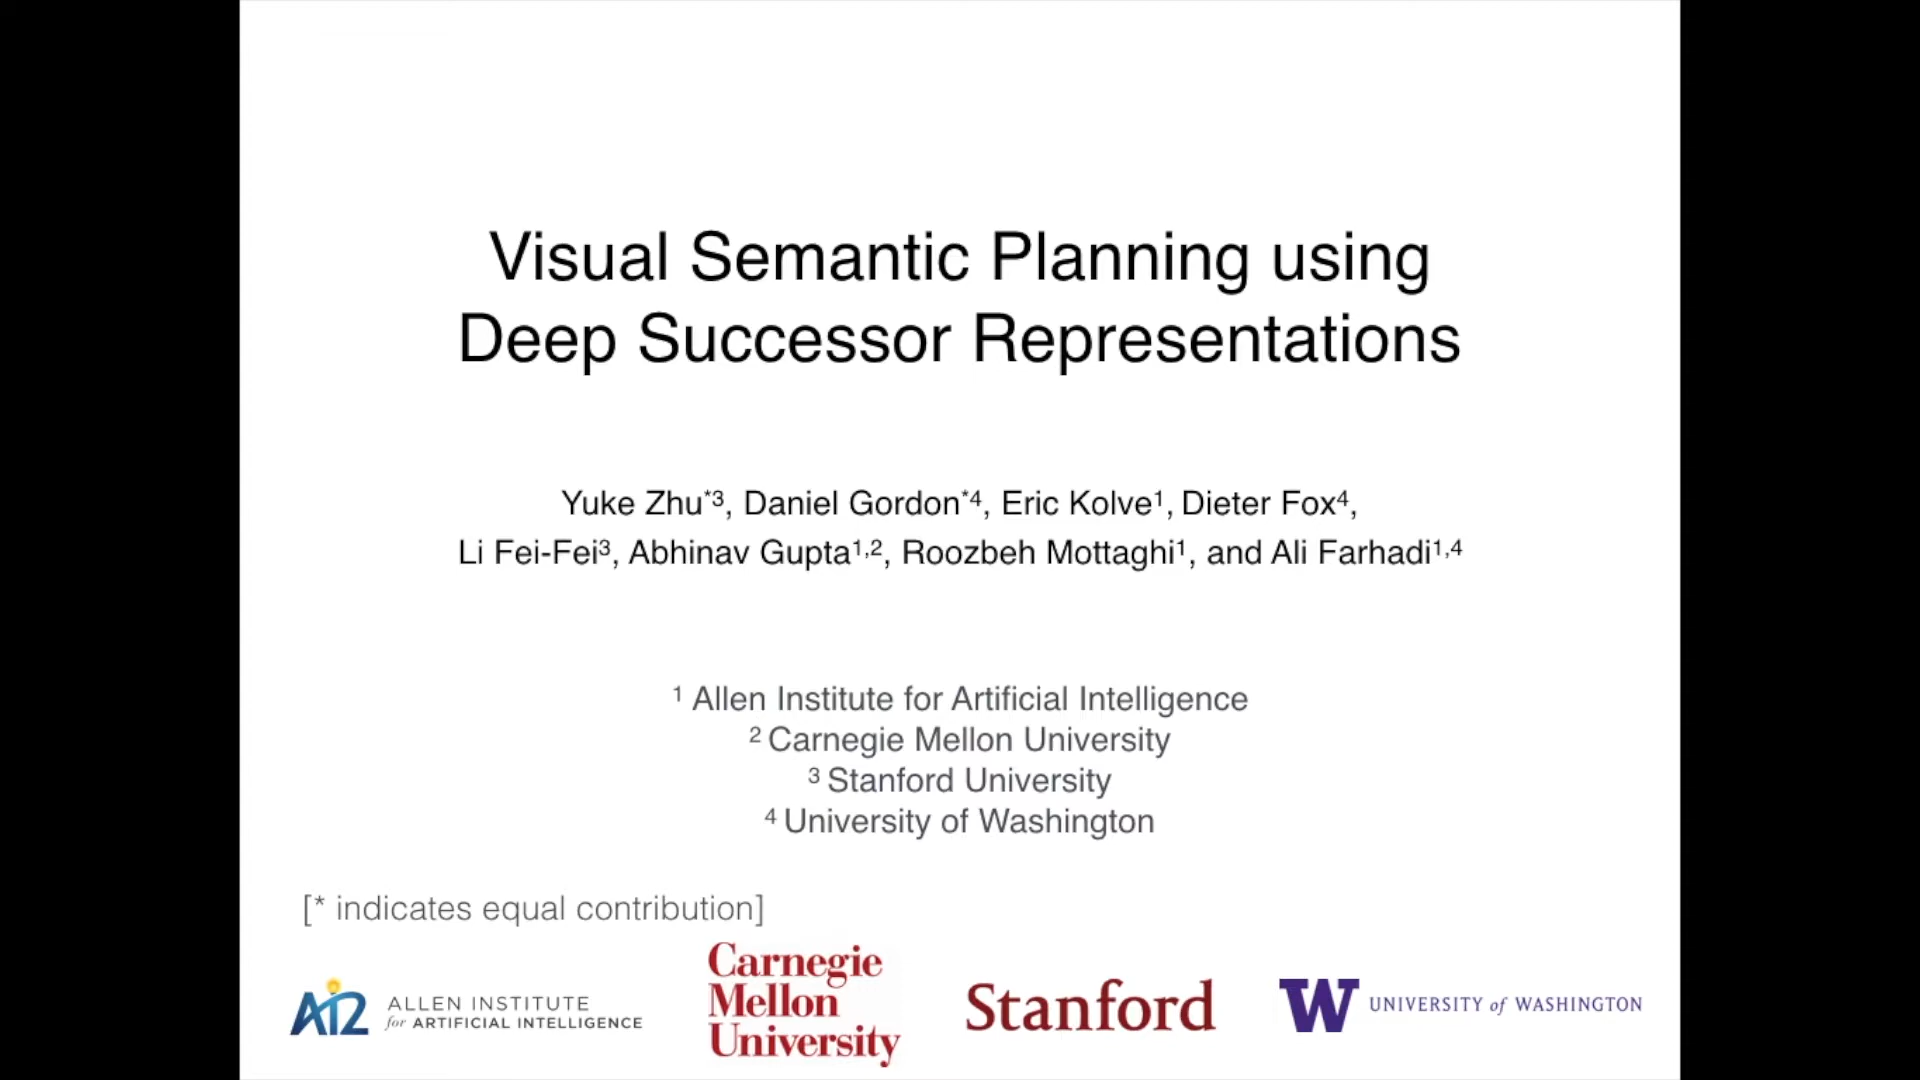 Visual Semantic Planning using
Deep Successor Representations
Yuke Zhu*3, Daniel Gordon*4, Eric Kolve1, Dieter Fox4,
Li Fei-Fei3, Abhinav Gupta1,2, Roozbeh Mottaghi1, and Ali Farhadi1,4
1 Allen Institute for Artificial Intelligence
2 Carnegie Mellon University
3 Stanford University
4 University of Washington
[* indicates equal contribution]
AI2 ALLEN INSTITUTE
for ARTIFICIAL INTELLIGENCE
Carnegie
Mellon
University
Stanford
W UNIVERSITY of WASHINGTON